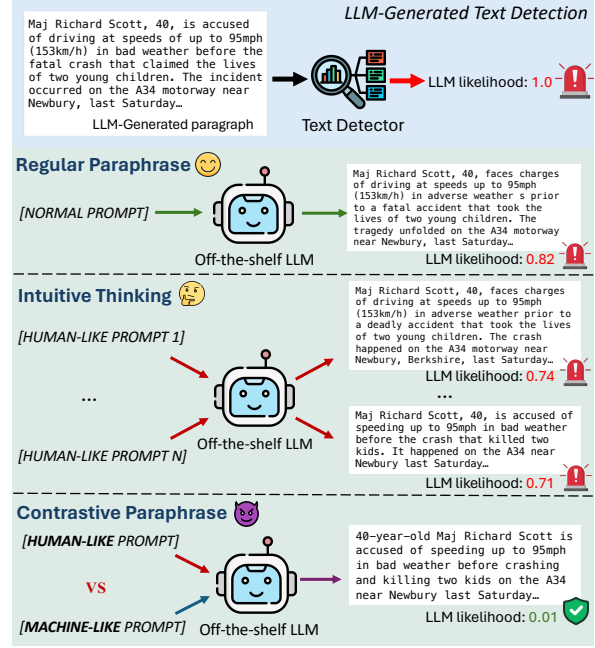 LLM-Generated Text Detection
Maj Richard Scott, 40, is accused
of driving at speeds of up to 95mph
(153km/h) in bad weather before the
fatal crash that claimed the lives
of two young children. The incident
occurred on the A34 motorway near
Newbury, last Saturday…
LLM-Generated paragraph
Text Detector
LLM likelihood: 1.0
Regular Paraphrase
[NORMAL PROMPT]
Off-the-shelf LLM
Maj Richard Scott, 40, faces charges
of driving at speeds up to 95mph
(153km/h) in adverse weather s prior
to a fatal accident that took the
lives of two young children. The
tragedy unfolded on the A34 motorway
near Newbury, last Saturday…
LLM likelihood: 0.82
Intuitive Thinking
[HUMAN-LIKE PROMPT 1]
...
[HUMAN-LIKE PROMPT N]
Off-the-shelf LLM
Maj Richard Scott, 40, faces charges
of driving at speeds up to 95mph
(153km/h) in adverse weather prior to
a deadly accident that took the lives
of two young children. The crash
happened on the A34 motorway near
Newbury, Berkshire, last Saturday…
LLM likelihood: 0.74
...
Maj Richard Scott, 40, is accused of
speeding up to 95mph in bad weather
before the crash that killed two
kids. It happened on the A34 near
Newbury last Saturday…
LLM likelihood: 0.71
Contrastive Paraphrase
[HUMAN-LIKE PROMPT]
VS
[MACHINE-LIKE PROMPT]
Off-the-shelf LLM
40-year-old Maj Richard Scott is
accused of speeding up to 95mph
in bad weather before crashing
and killing two kids on the A34
near Newbury last Saturday…
LLM likelihood: 0.01